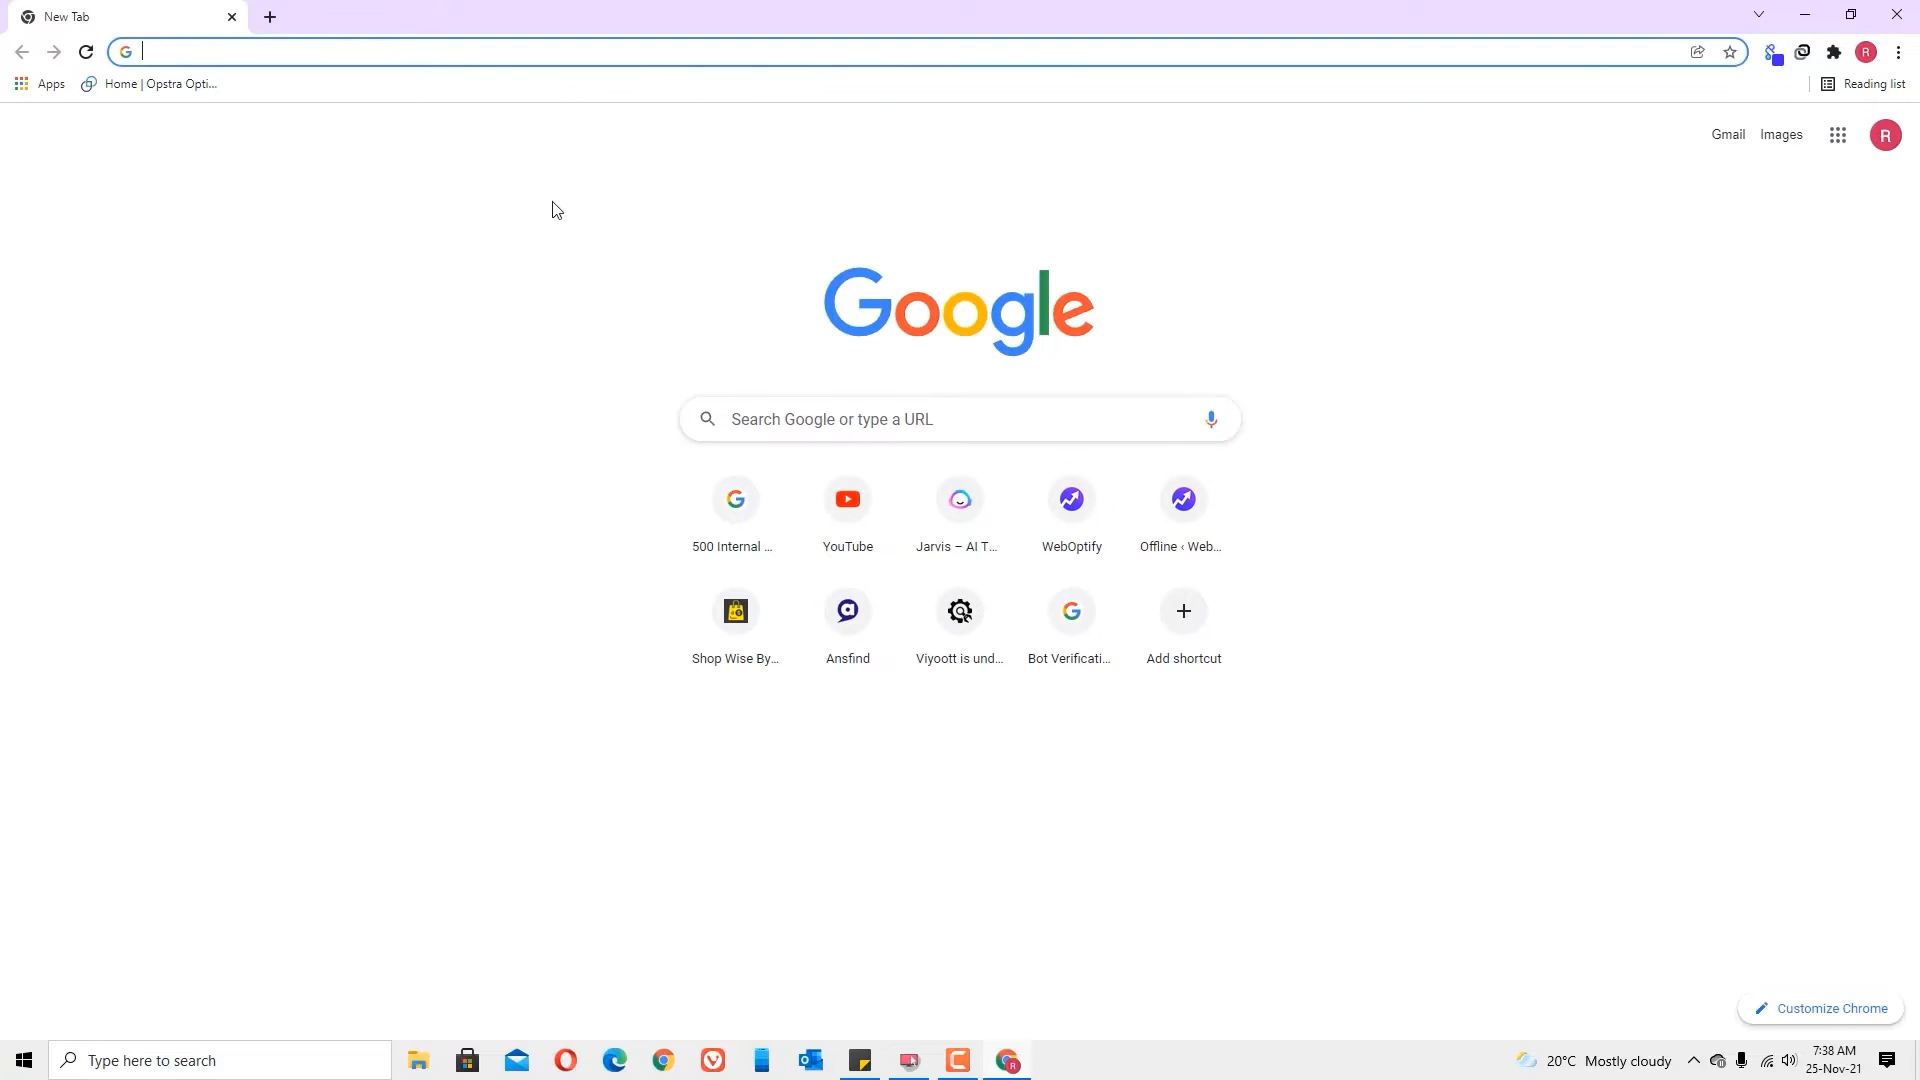 New Tab
Apps
Home | Opstra Opti...
Reading list
Gmail Images
R
Google
Search Google or type a URL
500 Internal ...
YouTube
Jarvis – AI T...
WebOptify
Offline ‹ Web...
Shop Wise By...
Ansfind
Viyoott is und...
Bot Verificati...
Add shortcut
Customize Chrome
Type here to search
20°C Mostly cloudy
7:38 AM
25-Nov-21